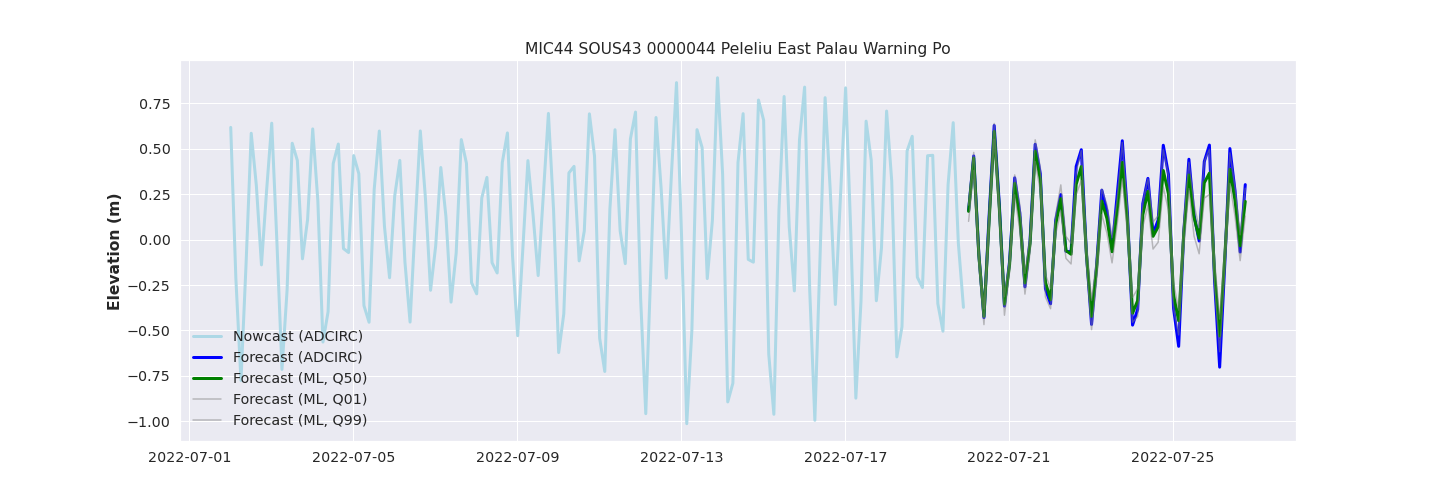 MIC44 SOUS43 0000044 Peleliu East Palau Warning Po
Elevation (m)
0.75
0.50
0.25
0.00
−0.25
−0.50
−0.75
−1.00
Nowcast (ADCIRC)
Forecast (ADCIRC)
Forecast (ML, Q50)
Forecast (ML, Q01)
Forecast (ML, Q99)
2022-07-01 2022-07-05 2022-07-09 2022-07-13 2022-07-17 2022-07-21 2022-07-25